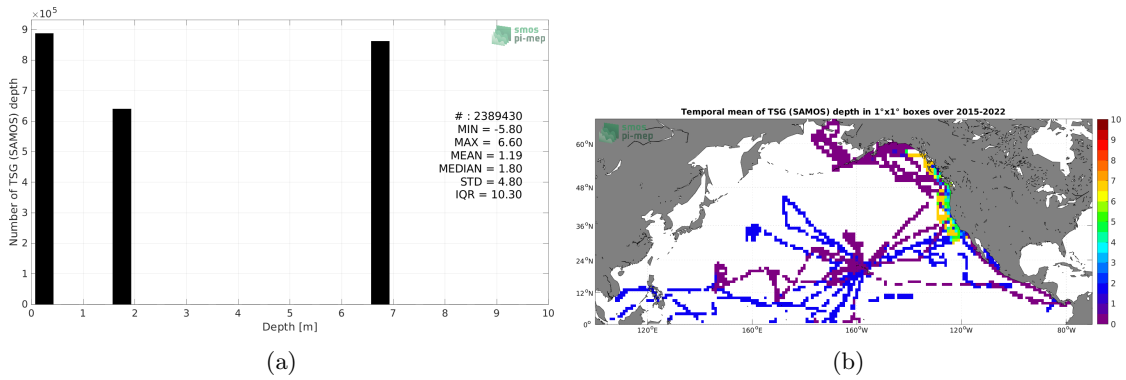 ×10⁵
9
8
7
6
5
4
3
2
1
0
Number of TSG (SAMOS) depth
0 1 2 3 4 5 6 7 8 9 10
Depth [m]
smos
pi-mep
# : 2389430
MIN = -5.80
MAX = 6.60
MEAN = 1.19
MEDIAN = 1.80
STD = 4.80
IQR = 10.30
(a)
Temporal mean of TSG (SAMOS) depth in 1°x1° boxes over 2015-2022
smos
pi-mep
60°N
48°N
36°N
24°N
12°N
0°
120°E 160°E 160°W 120°W 80°W
10
9
8
7
6
5
4
3
2
1
0
(b)